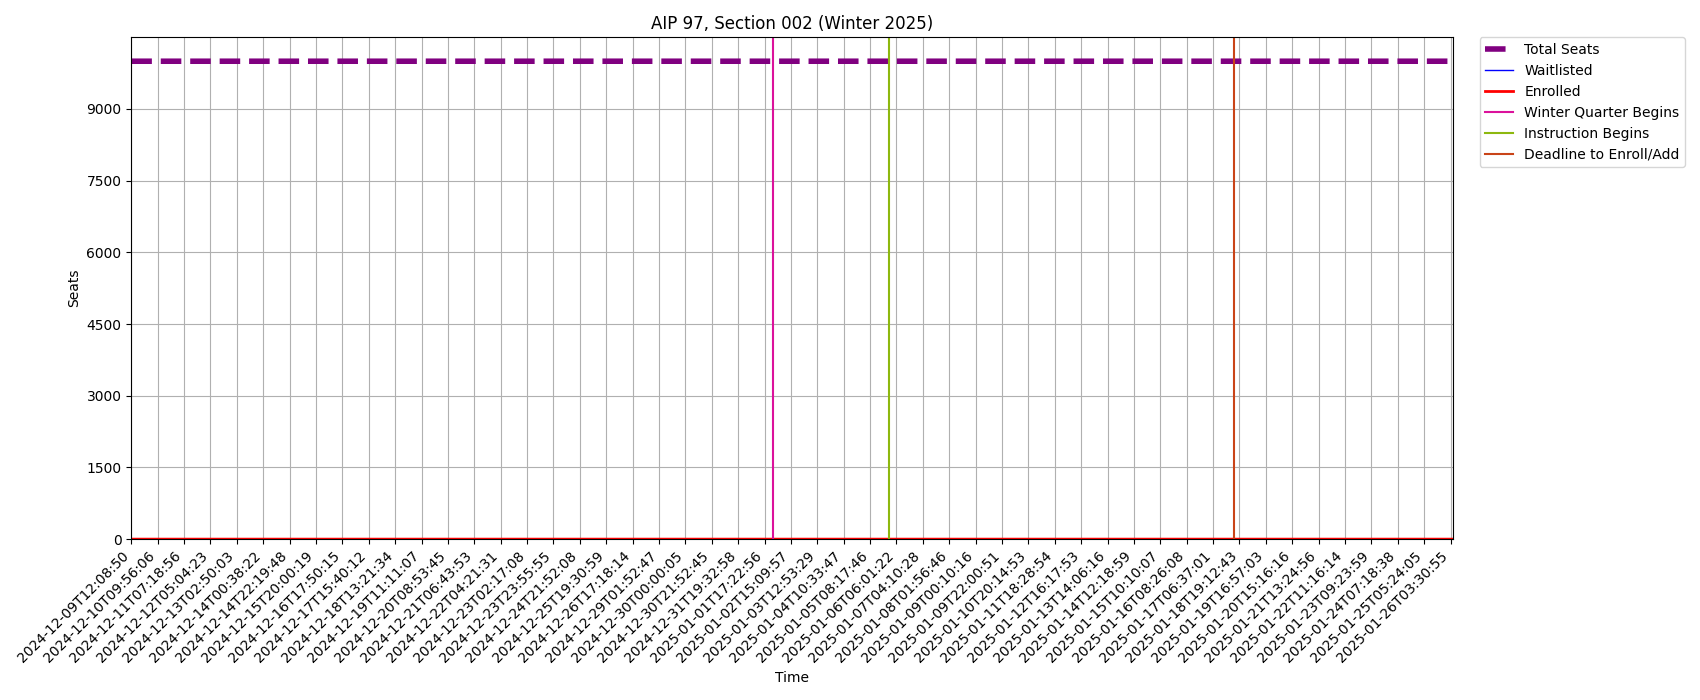 AIP 97, Section 002 (Winter 2025)
Total Seats
Waitlisted
Enrolled
Winter Quarter Begins
Instruction Begins
Deadline to Enroll/Add
Seats
9000
7500
6000
4500
3000
1500
0
2024-12-09T12:08:50
2024-12-10T09:56:06
2024-12-11T07:18:56
2024-12-12T05:04:23
2024-12-13T02:50:03
2024-12-14T00:38:22
2024-12-14T22:19:48
2024-12-15T20:00:19
2024-12-16T17:50:15
2024-12-17T15:40:12
2024-12-18T13:21:34
2024-12-19T11:11:07
2024-12-20T08:53:45
2024-12-21T06:43:53
2024-12-22T04:21:31
2024-12-23T02:17:08
2024-12-23T23:55:55
2024-12-24T21:52:08
2024-12-25T19:30:59
2024-12-26T17:18:14
2024-12-29T01:52:47
2024-12-30T00:00:05
2024-12-30T21:52:45
2024-12-31T19:32:58
2025-01-01T17:22:56
2025-01-02T15:09:57
2025-01-03T12:53:29
2025-01-04T10:33:47
2025-01-05T08:17:46
2025-01-06T06:01:22
2025-01-07T04:10:28
2025-01-08T01:56:46
2025-01-09T00:10:16
2025-01-09T22:00:51
2025-01-10T20:14:53
2025-01-11T18:28:54
2025-01-12T16:17:53
2025-01-13T14:06:16
2025-01-14T12:18:59
2025-01-15T10:10:07
2025-01-16T08:26:08
2025-01-17T06:37:01
2025-01-18T19:12:43
2025-01-19T16:57:03
2025-01-20T15:16:16
2025-01-21T13:24:56
2025-01-22T11:16:14
2025-01-23T09:23:59
2025-01-24T07:18:38
2025-01-25T05:24:05
2025-01-26T03:30:55
Time